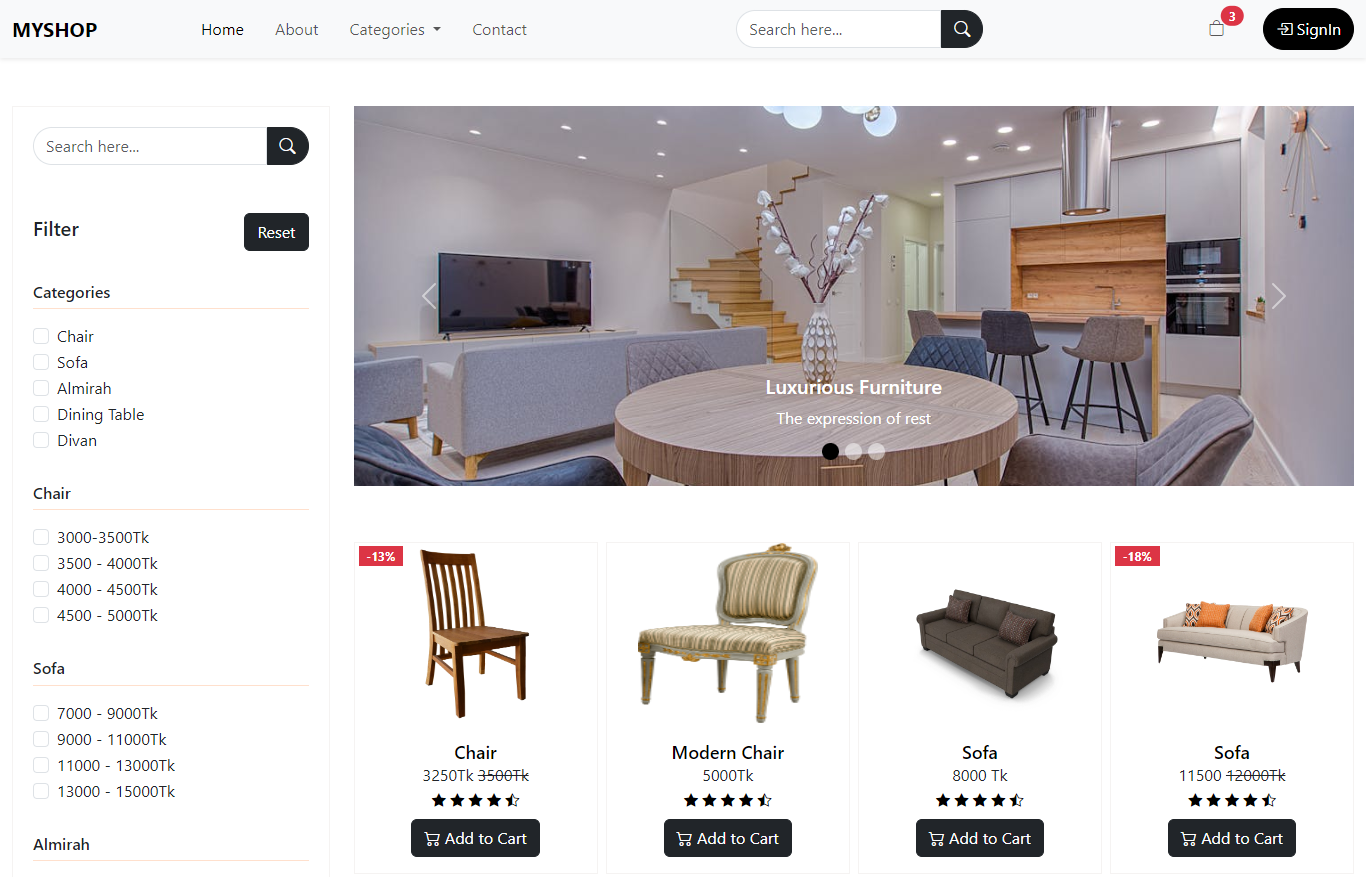 MYSHOP Home About Categories Contact Search here... 3 SignIn
Search here...
Filter Reset
Categories
Chair
Sofa
Almirah
Dining Table
Divan
Chair
3000-3500Tk
3500 - 4000Tk
4000 - 4500Tk
4500 - 5000Tk
Sofa
7000 - 9000Tk
9000 - 11000Tk
11000 - 13000Tk
13000 - 15000Tk
Almirah
Luxurious Furniture
The expression of rest
-13%
Chair
3250Tk 3500Tk
Add to Cart
Modern Chair
5000Tk
Add to Cart
Sofa
8000 Tk
Add to Cart
-18%
Sofa
11500 12000Tk
Add to Cart